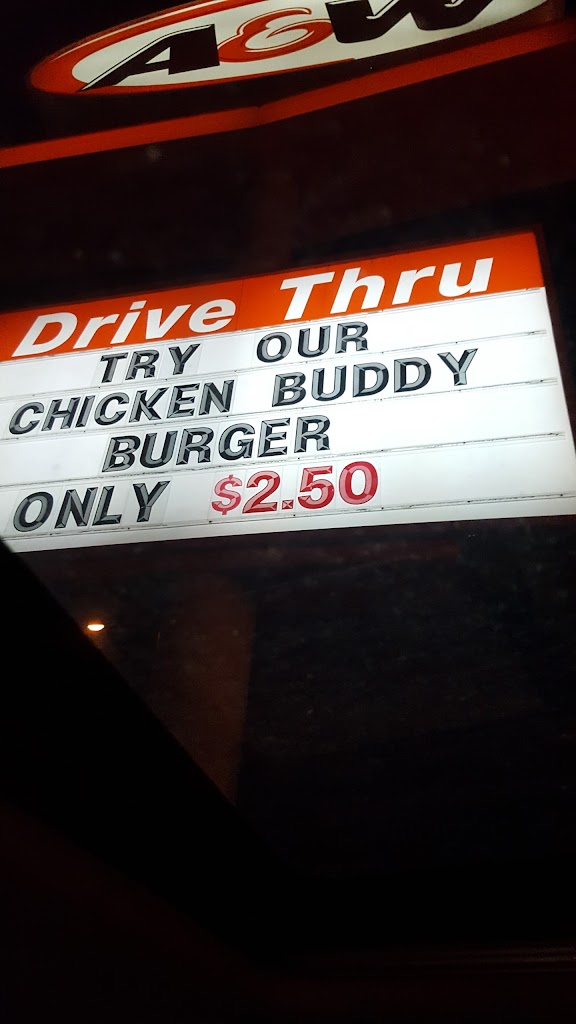 A&W
Drive Thru
TRY OUR
CHICKEN BUDDY
BURGER
ONLY $2.50